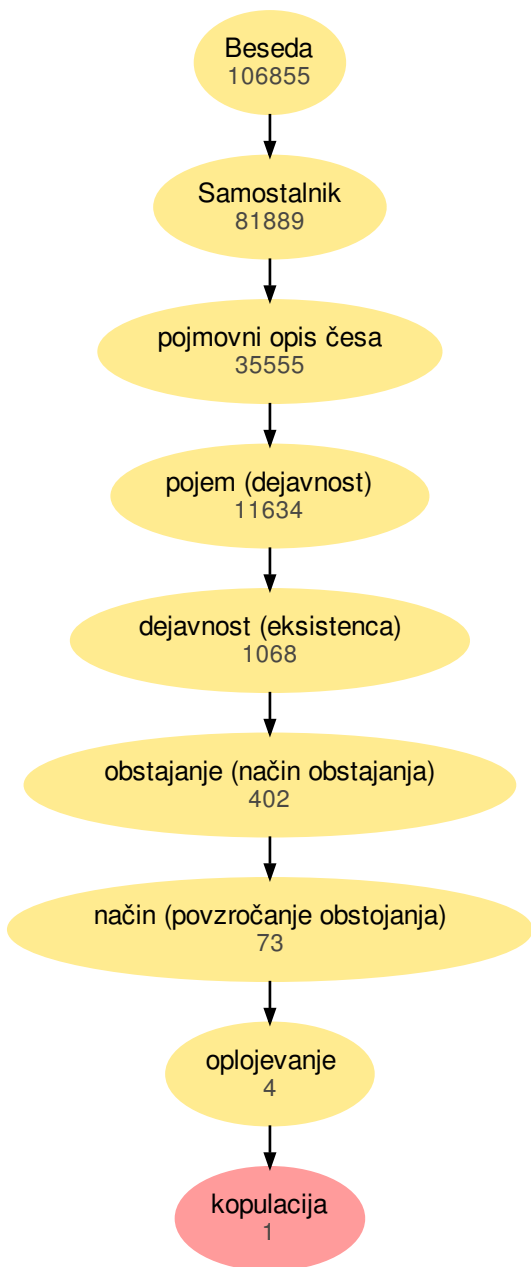 Beseda
106855
Samostalnik
81889
pojmovni opis česa
35555
pojem (dejavnost)
11634
dejavnost (eksistenca)
1068
obstajanje (način obstajanja)
402
način (povzročanje obstojanja)
73
oplojevanje
4
kopulacija
1